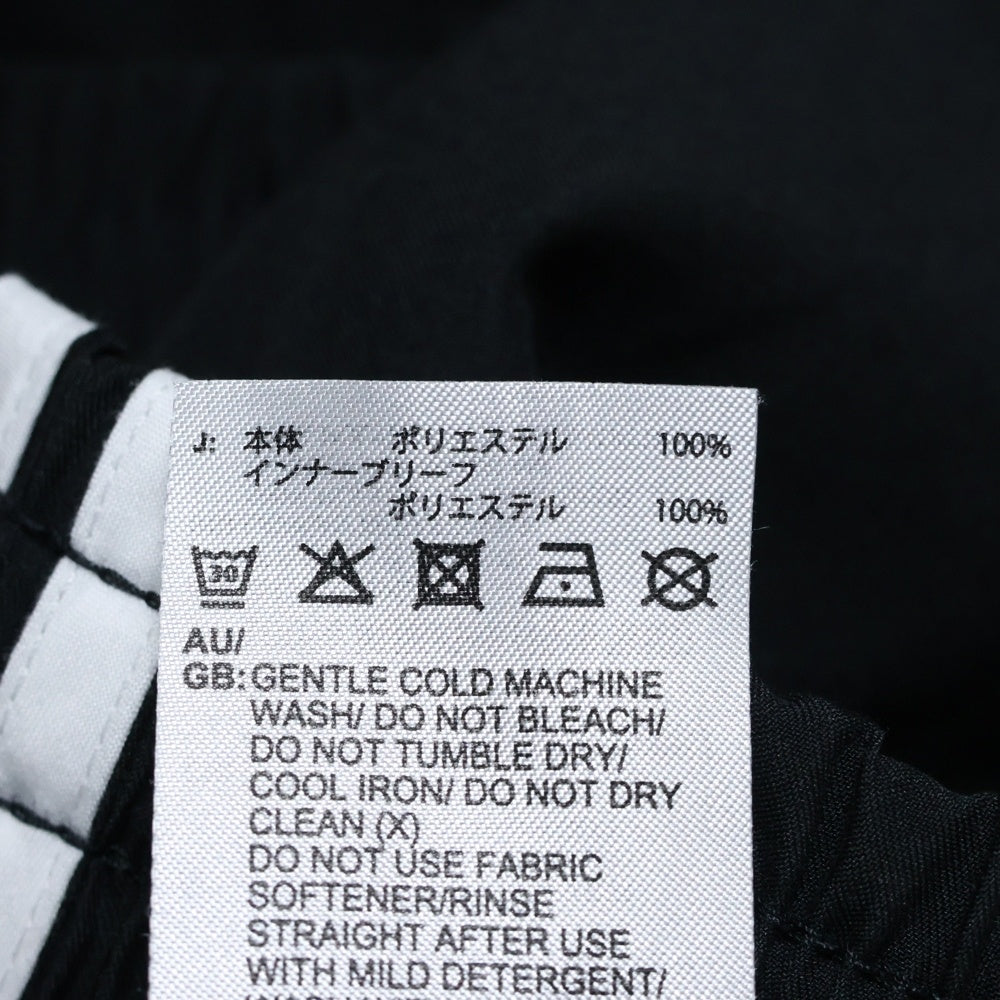 J: 本体 ポリエステル 100%
インナーブリーフ
ポリエステル 100%
30
AU/
GB: GENTLE COLD MACHINE
WASH/ DO NOT BLEACH/
DO NOT TUMBLE DRY/
COOL IRON/ DO NOT DRY
CLEAN (X)
DO NOT USE FABRIC
SOFTENER/RINSE
STRAIGHT AFTER USE
WITH MILD DETERGENT/